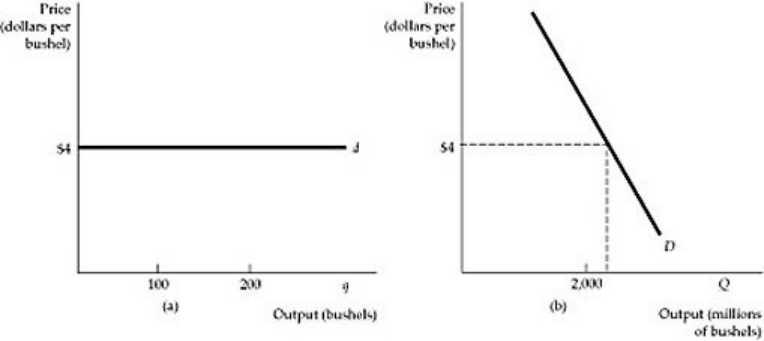 Price
(dollars per
bushel)
$4
d
100
200
q
(a)
Output (bushels)
Price
(dollars per
bushel)
$4
D
2,000
Q
(b)
Output (millions
of bushels)